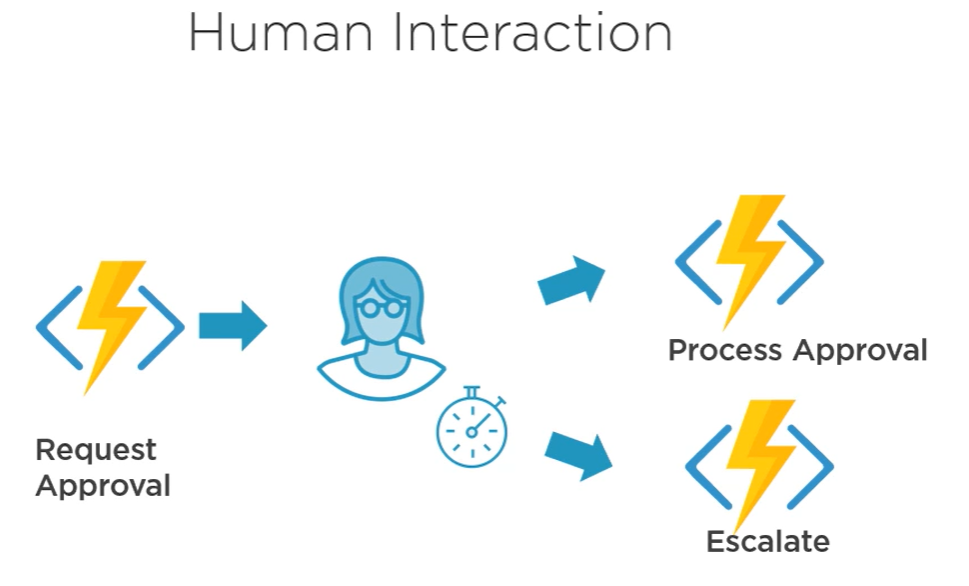 Human Interaction
Request
Approval
Process Approval
Escalate